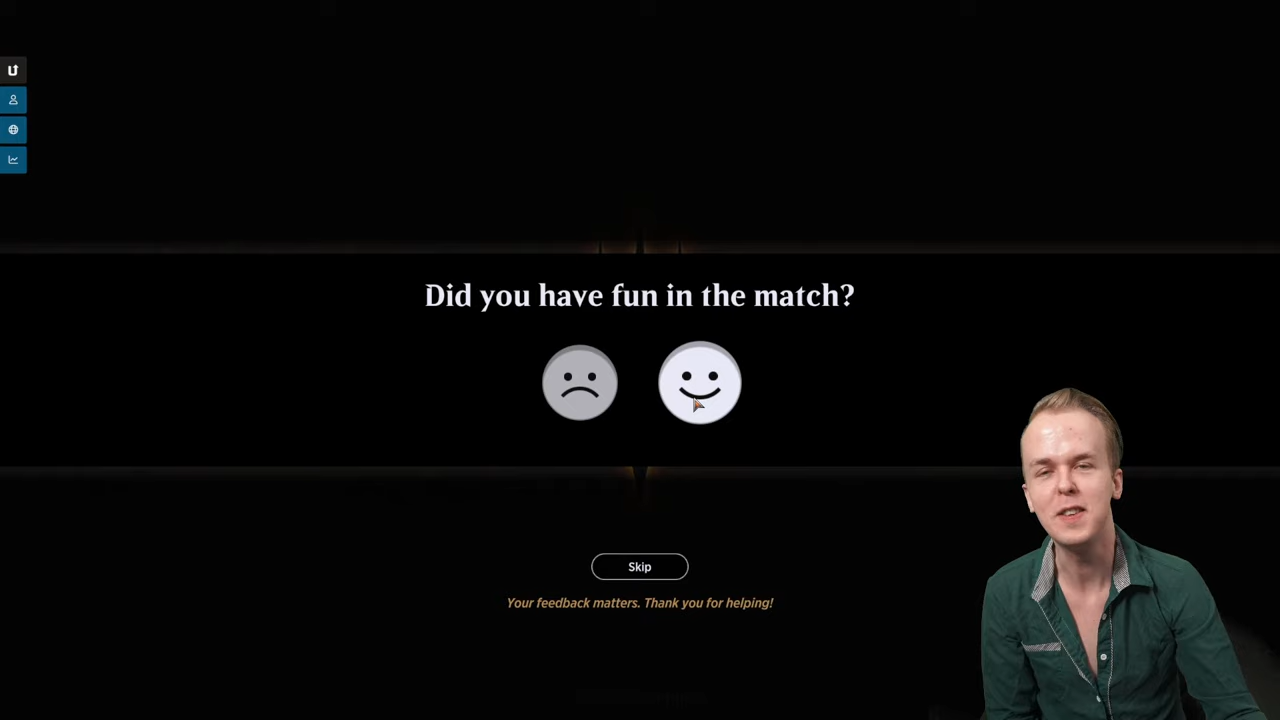 Did you have fun in the match?
Skip
Your feedback matters. Thank you for helping!